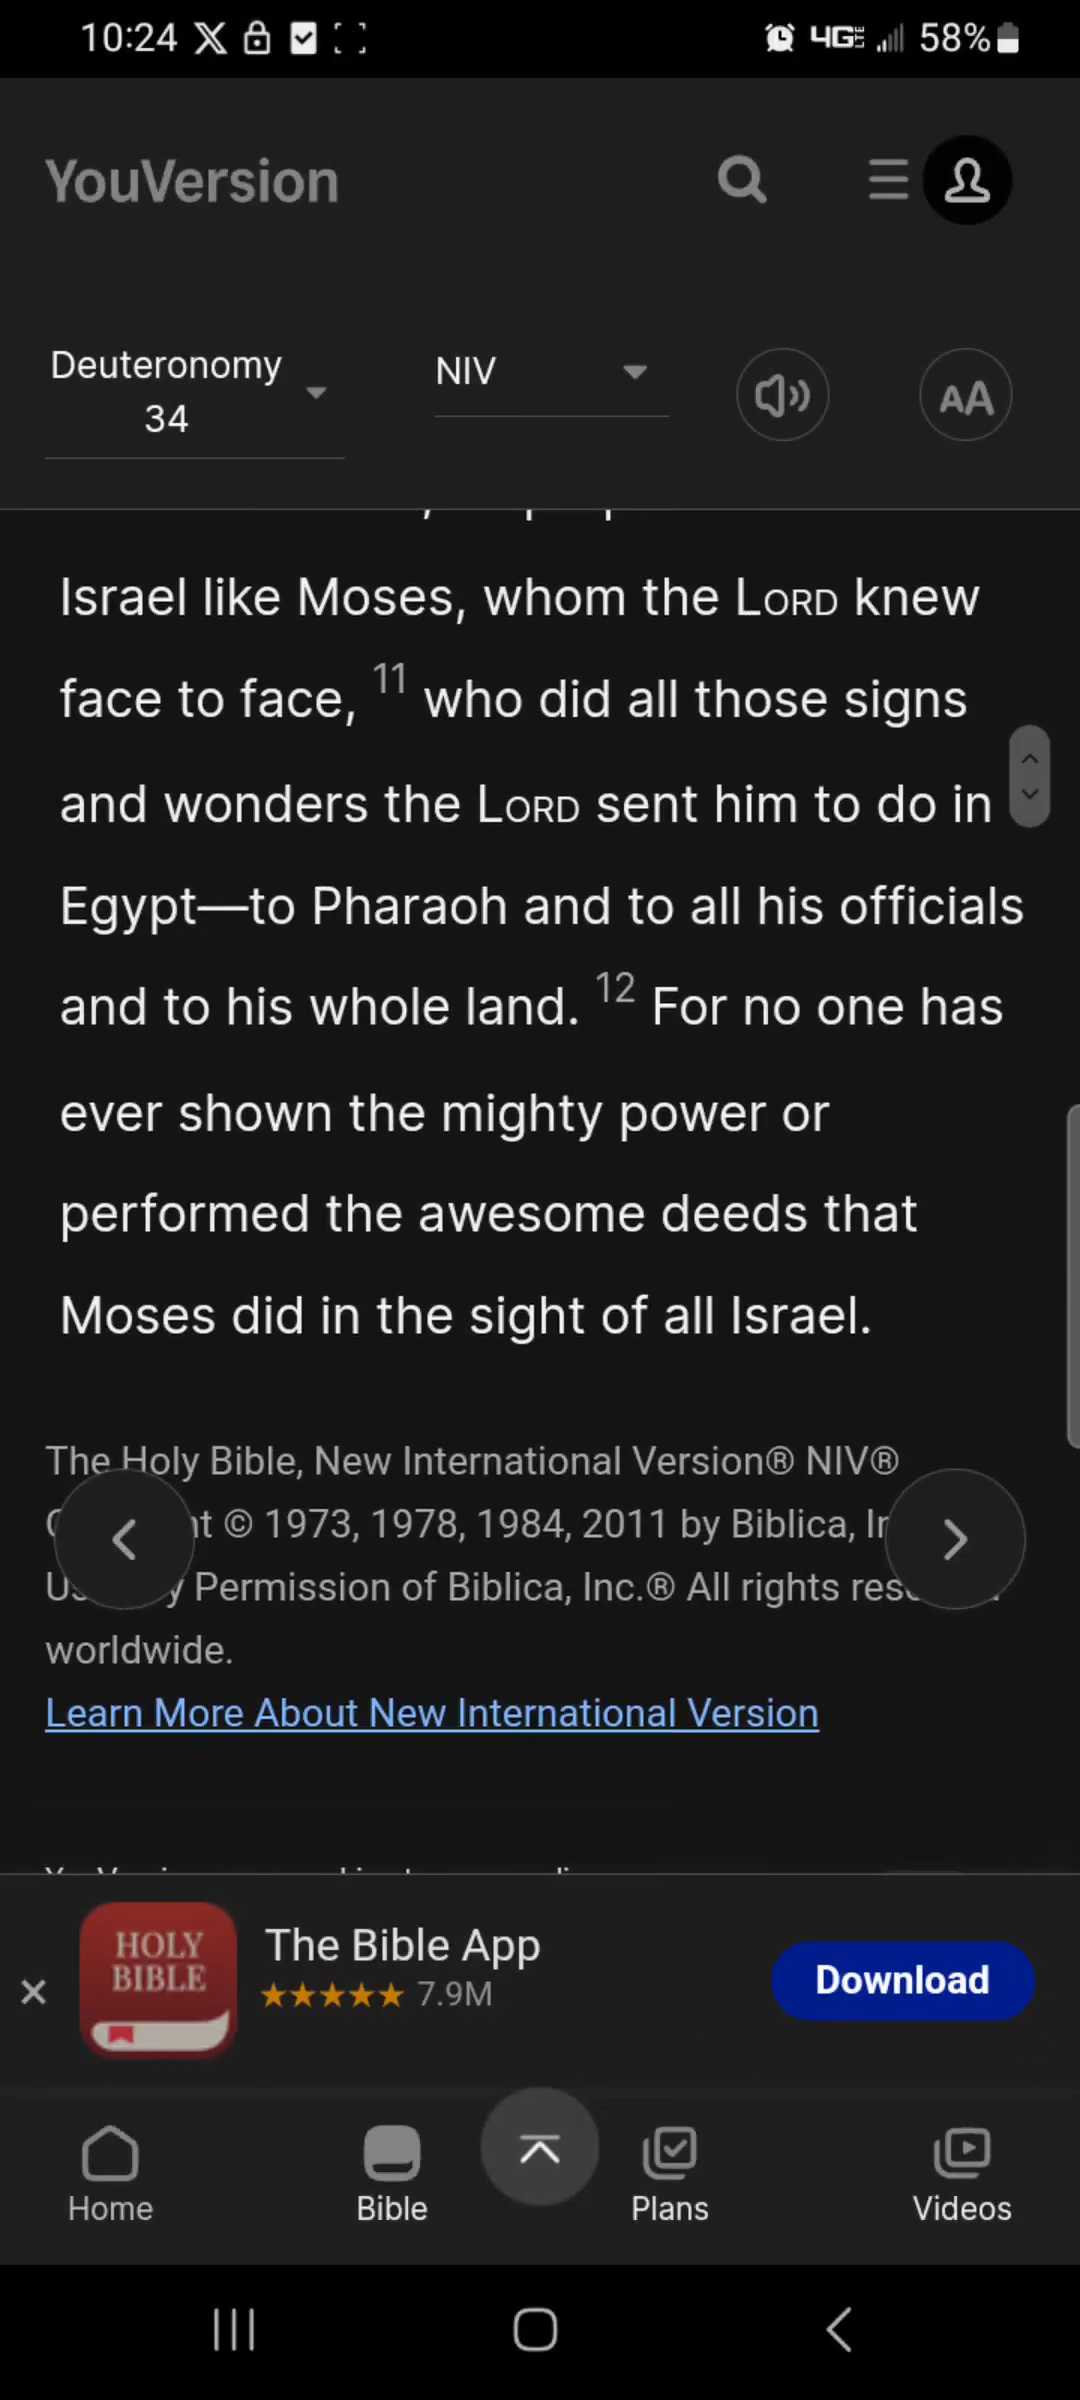 10:24
4G LTE 58%
YouVersion
Deuteronomy
34
NIV
AA
Israel like Moses, whom the LORD knew
face to face, 11 who did all those signs
and wonders the LORD sent him to do in
Egypt—to Pharaoh and to all his officials
and to his whole land. 12 For no one has
ever shown the mighty power or
performed the awesome deeds that
Moses did in the sight of all Israel.
The Holy Bible, New International Version® NIV®
© 1973, 1978, 1984, 2011 by Biblica,
Permission of Biblica, Inc.® All rights
worldwide.
Learn More About New International Version
HOLY
BIBLE
The Bible App
7.9M
Download
Home
Bible
Plans
Videos